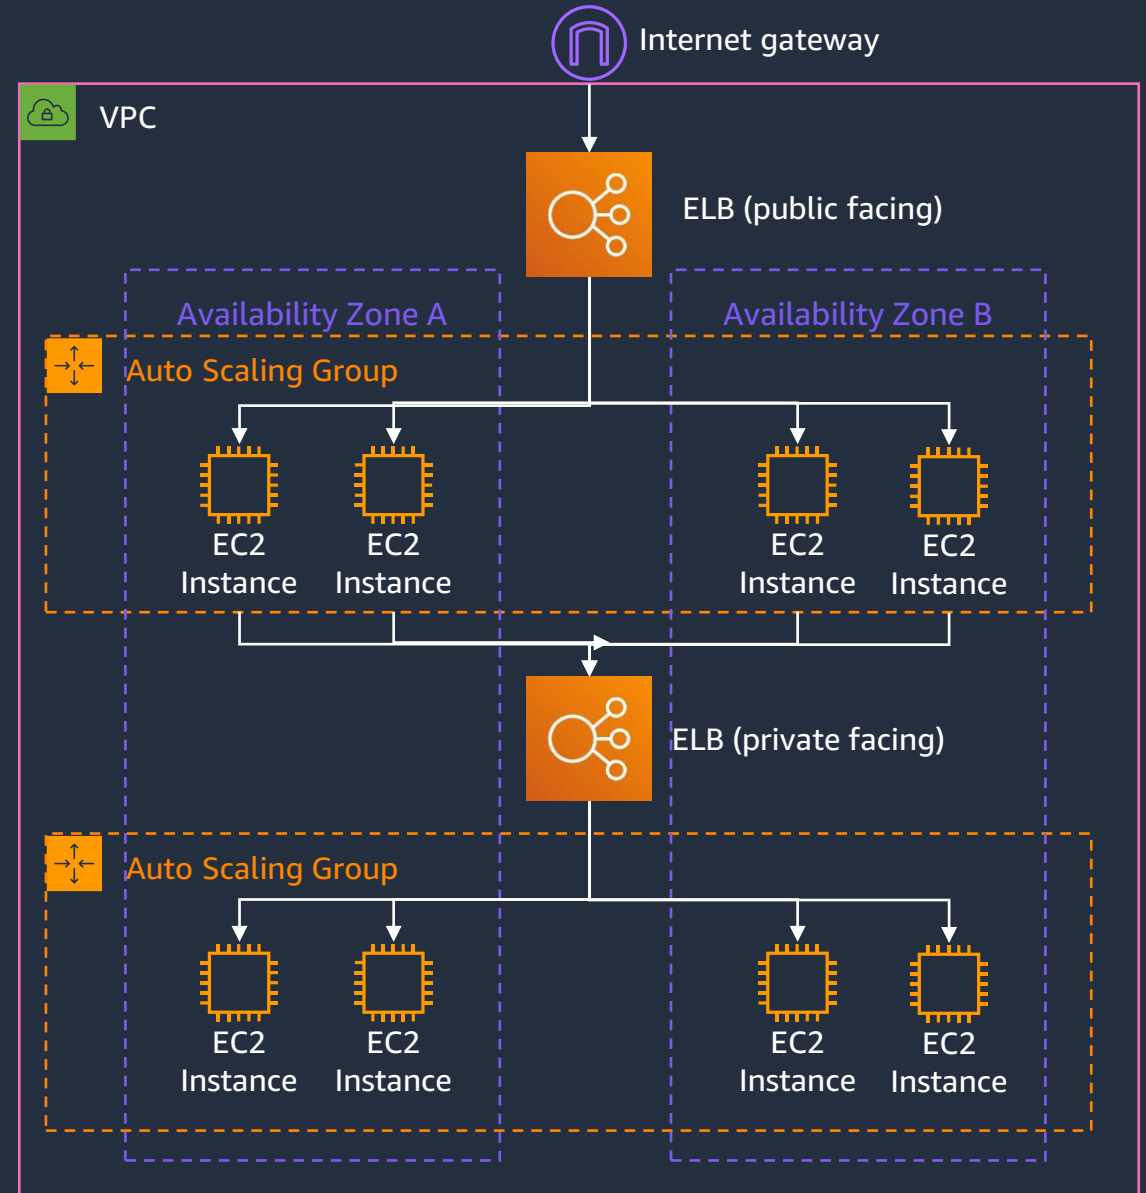 Internet gateway
VPC
ELB (public facing)
Availability Zone A
Availability Zone B
Auto Scaling Group
EC2
Instance
EC2
Instance
EC2
Instance
EC2
Instance
ELB (private facing)
Auto Scaling Group
EC2
Instance
EC2
Instance
EC2
Instance
EC2
Instance